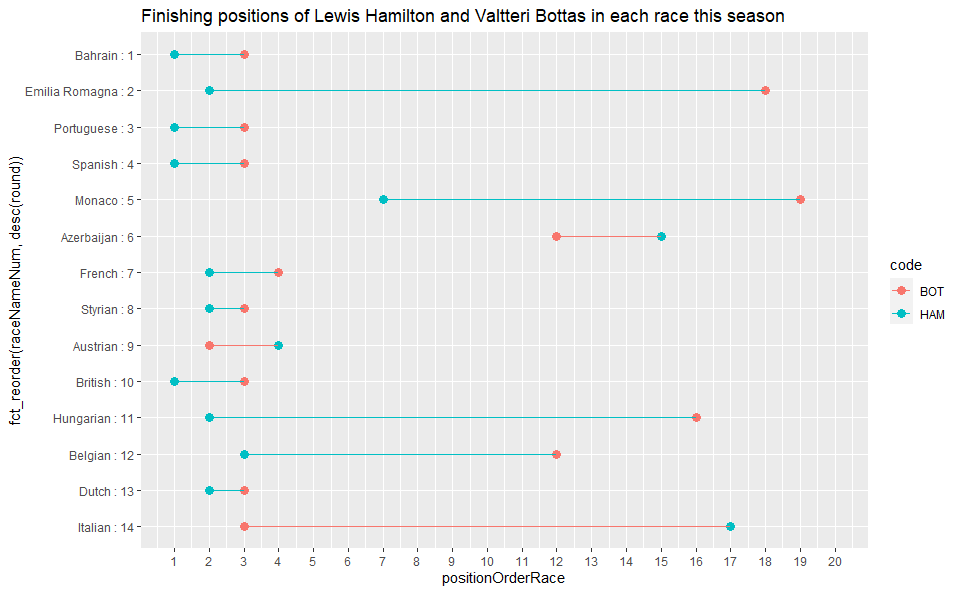 Finishing positions of Lewis Hamilton and Valtteri Bottas in each race this season
fct_reorder(raceNameNum, desc(round))
Bahrain : 1
Emilia Romagna : 2
Portuguese : 3
Spanish : 4
Monaco : 5
Azerbaijan : 6
French : 7
Styrian : 8
Austrian : 9
British : 10
Hungarian : 11
Belgian : 12
Dutch : 13
Italian : 14
1 2 3 4 5 6 7 8 9 10 11 12 13 14 15 16 17 18 19 20
positionOrderRace
code
BOT
HAM